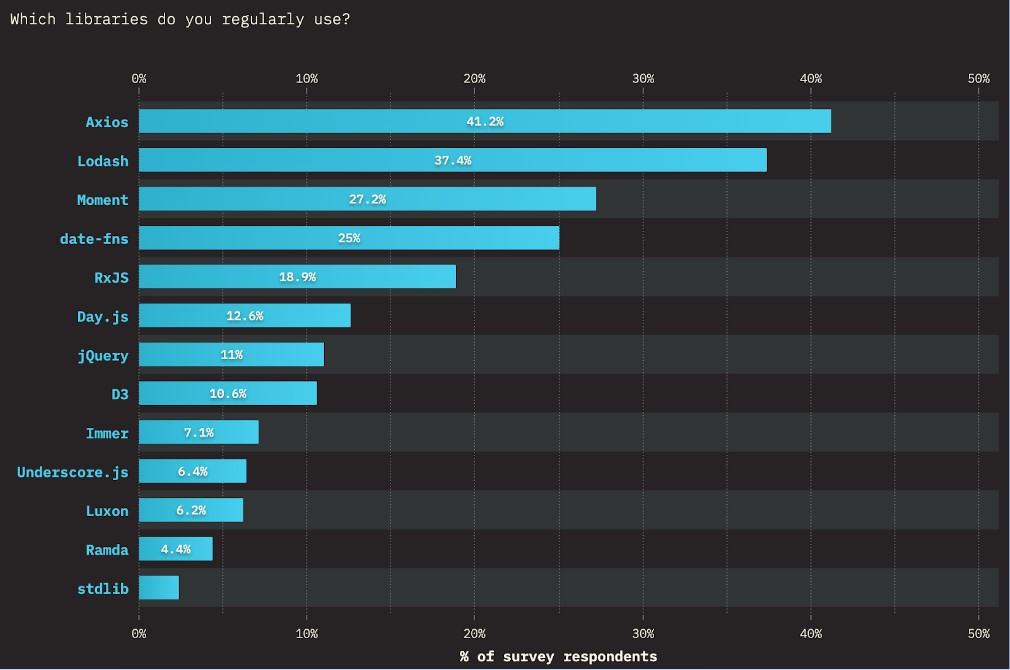 Which libraries do you regularly use?
0% 10% 20% 30% 40% 50%
Axios 41.2%
Lodash 37.4%
Moment 27.2%
date-fns 25%
RxJS 18.9%
Day.js 12.6%
jQuery 11%
D3 10.6%
Immer 7.1%
Underscore.js 6.4%
Luxon 6.2%
Ramda 4.4%
stdlib
0% 10% 20% 30% 40% 50%
% of survey respondents